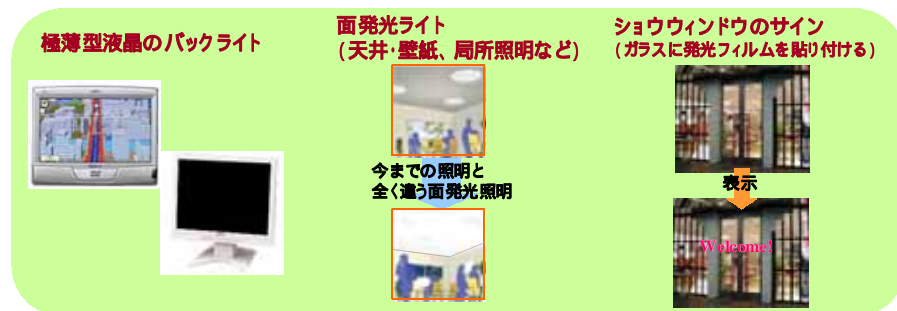 極薄型液晶のバックライト
面発光ライト
(天井・壁紙、局所照明など)
今までの照明と
全く違う面発光照明
ショウウィンドウのサイン
(ガラスに発光フィルムを貼り付ける)
表示
Welcome!